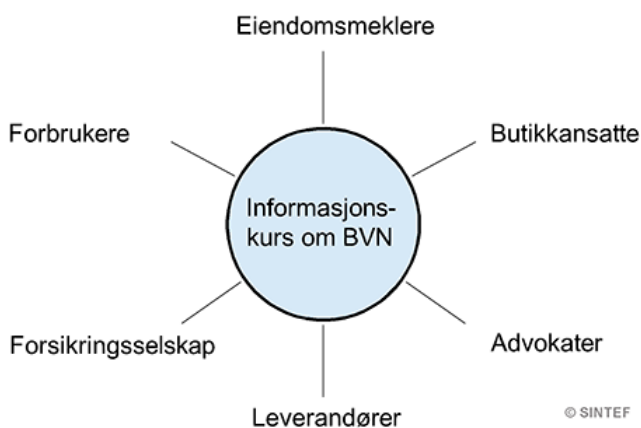 Eiendomsmeklere
Forbrukere
Butikkansatte
Informasjons-
kurs om BVN
Forsikringsselskap
Advokater
Leverandører
© SINTEF